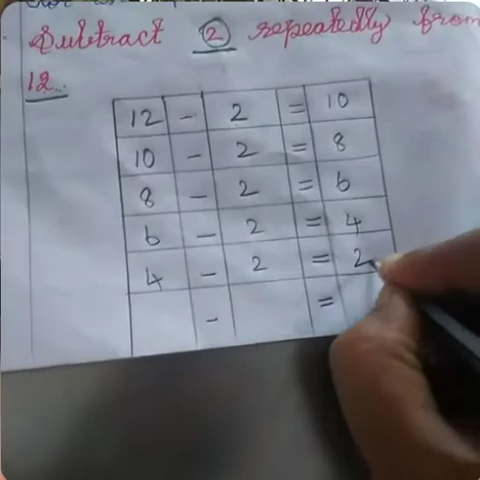 Subtract 2 repeatedly from
12.
12 - 2 = 10
10 - 2 = 8
8 - 2 = 6
6 - 2 = 4
4 - 2 = 2
- =